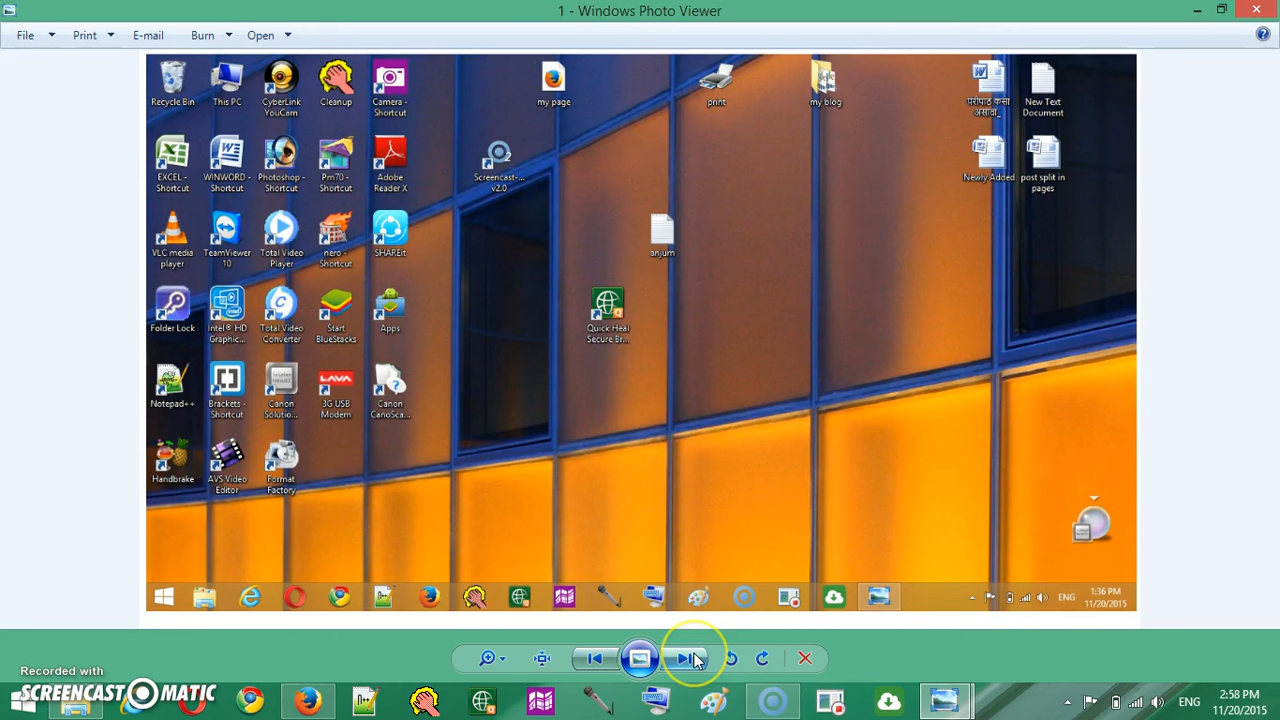 1 - Windows Photo Viewer
File Print E-mail Burn Open
Recycle Bin
This PC
CyberLink
YouCam
Cleanup
Camera -
Shortcut
my page
print
my blog
परीपाठ कसा
असावा_
New Text
Document
EXCEL -
Shortcut
WINWORD -
Shortcut
Photoshop -
Shortcut
Pm70 -
Shortcut
Adobe
Reader X
Screencast-...
v2.0
Newly Added
post split in
pages
VLC media
player
TeamViewer
10
Total Video
Player
nero -
Shortcut
SHAREit
anjum
Folder Lock
Intel® HD
Graphic...
Total Video
Converter
Start
BlueStacks
Apps
Quick Heal
Secure Br...
Notepad++
Brackets -
Shortcut
Canon
Solutio...
LAVA
3G USB
Modem
Canon
CanoSca...
Handbrake
AVS Video
Editor
Format
Factory
ENG
1:36 PM
11/20/2015
Recorded with
SCREENCAST-O-MATIC
ENG
2:58 PM
11/20/2015